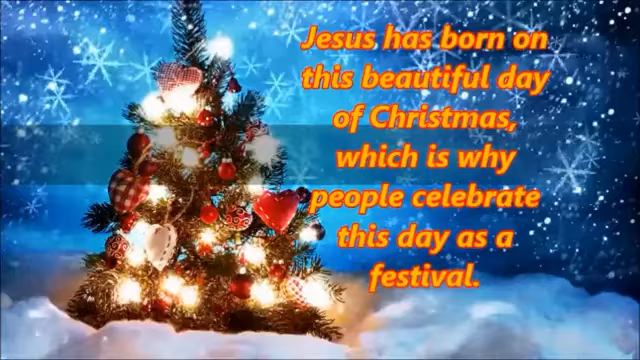 Jesus has born on
this beautiful day
of Christmas,
which is why
people celebrate
this day as a
festival.